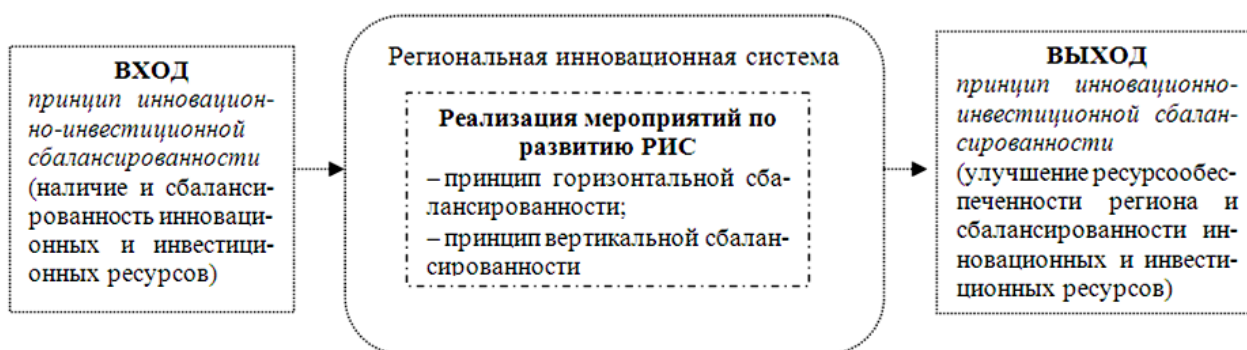 ВХОД
принцип инновацион-
но-инвестиционной
сбалансированности
(наличие и сбаланси-
рованность инноваци-
онных и инвестици-
онных ресурсов)
Региональная инновационная система
Реализация мероприятий по
развитию РИС
– принцип горизонтальной сба-
лансированности;
– принцип вертикальной сбалан-
сированности
ВЫХОД
принцип инновационно-
инвестиционной сбалан-
сированности
(улучшение ресурсообес-
печенности региона и
сбалансированности ин-
новационных и инвести-
ционных ресурсов)